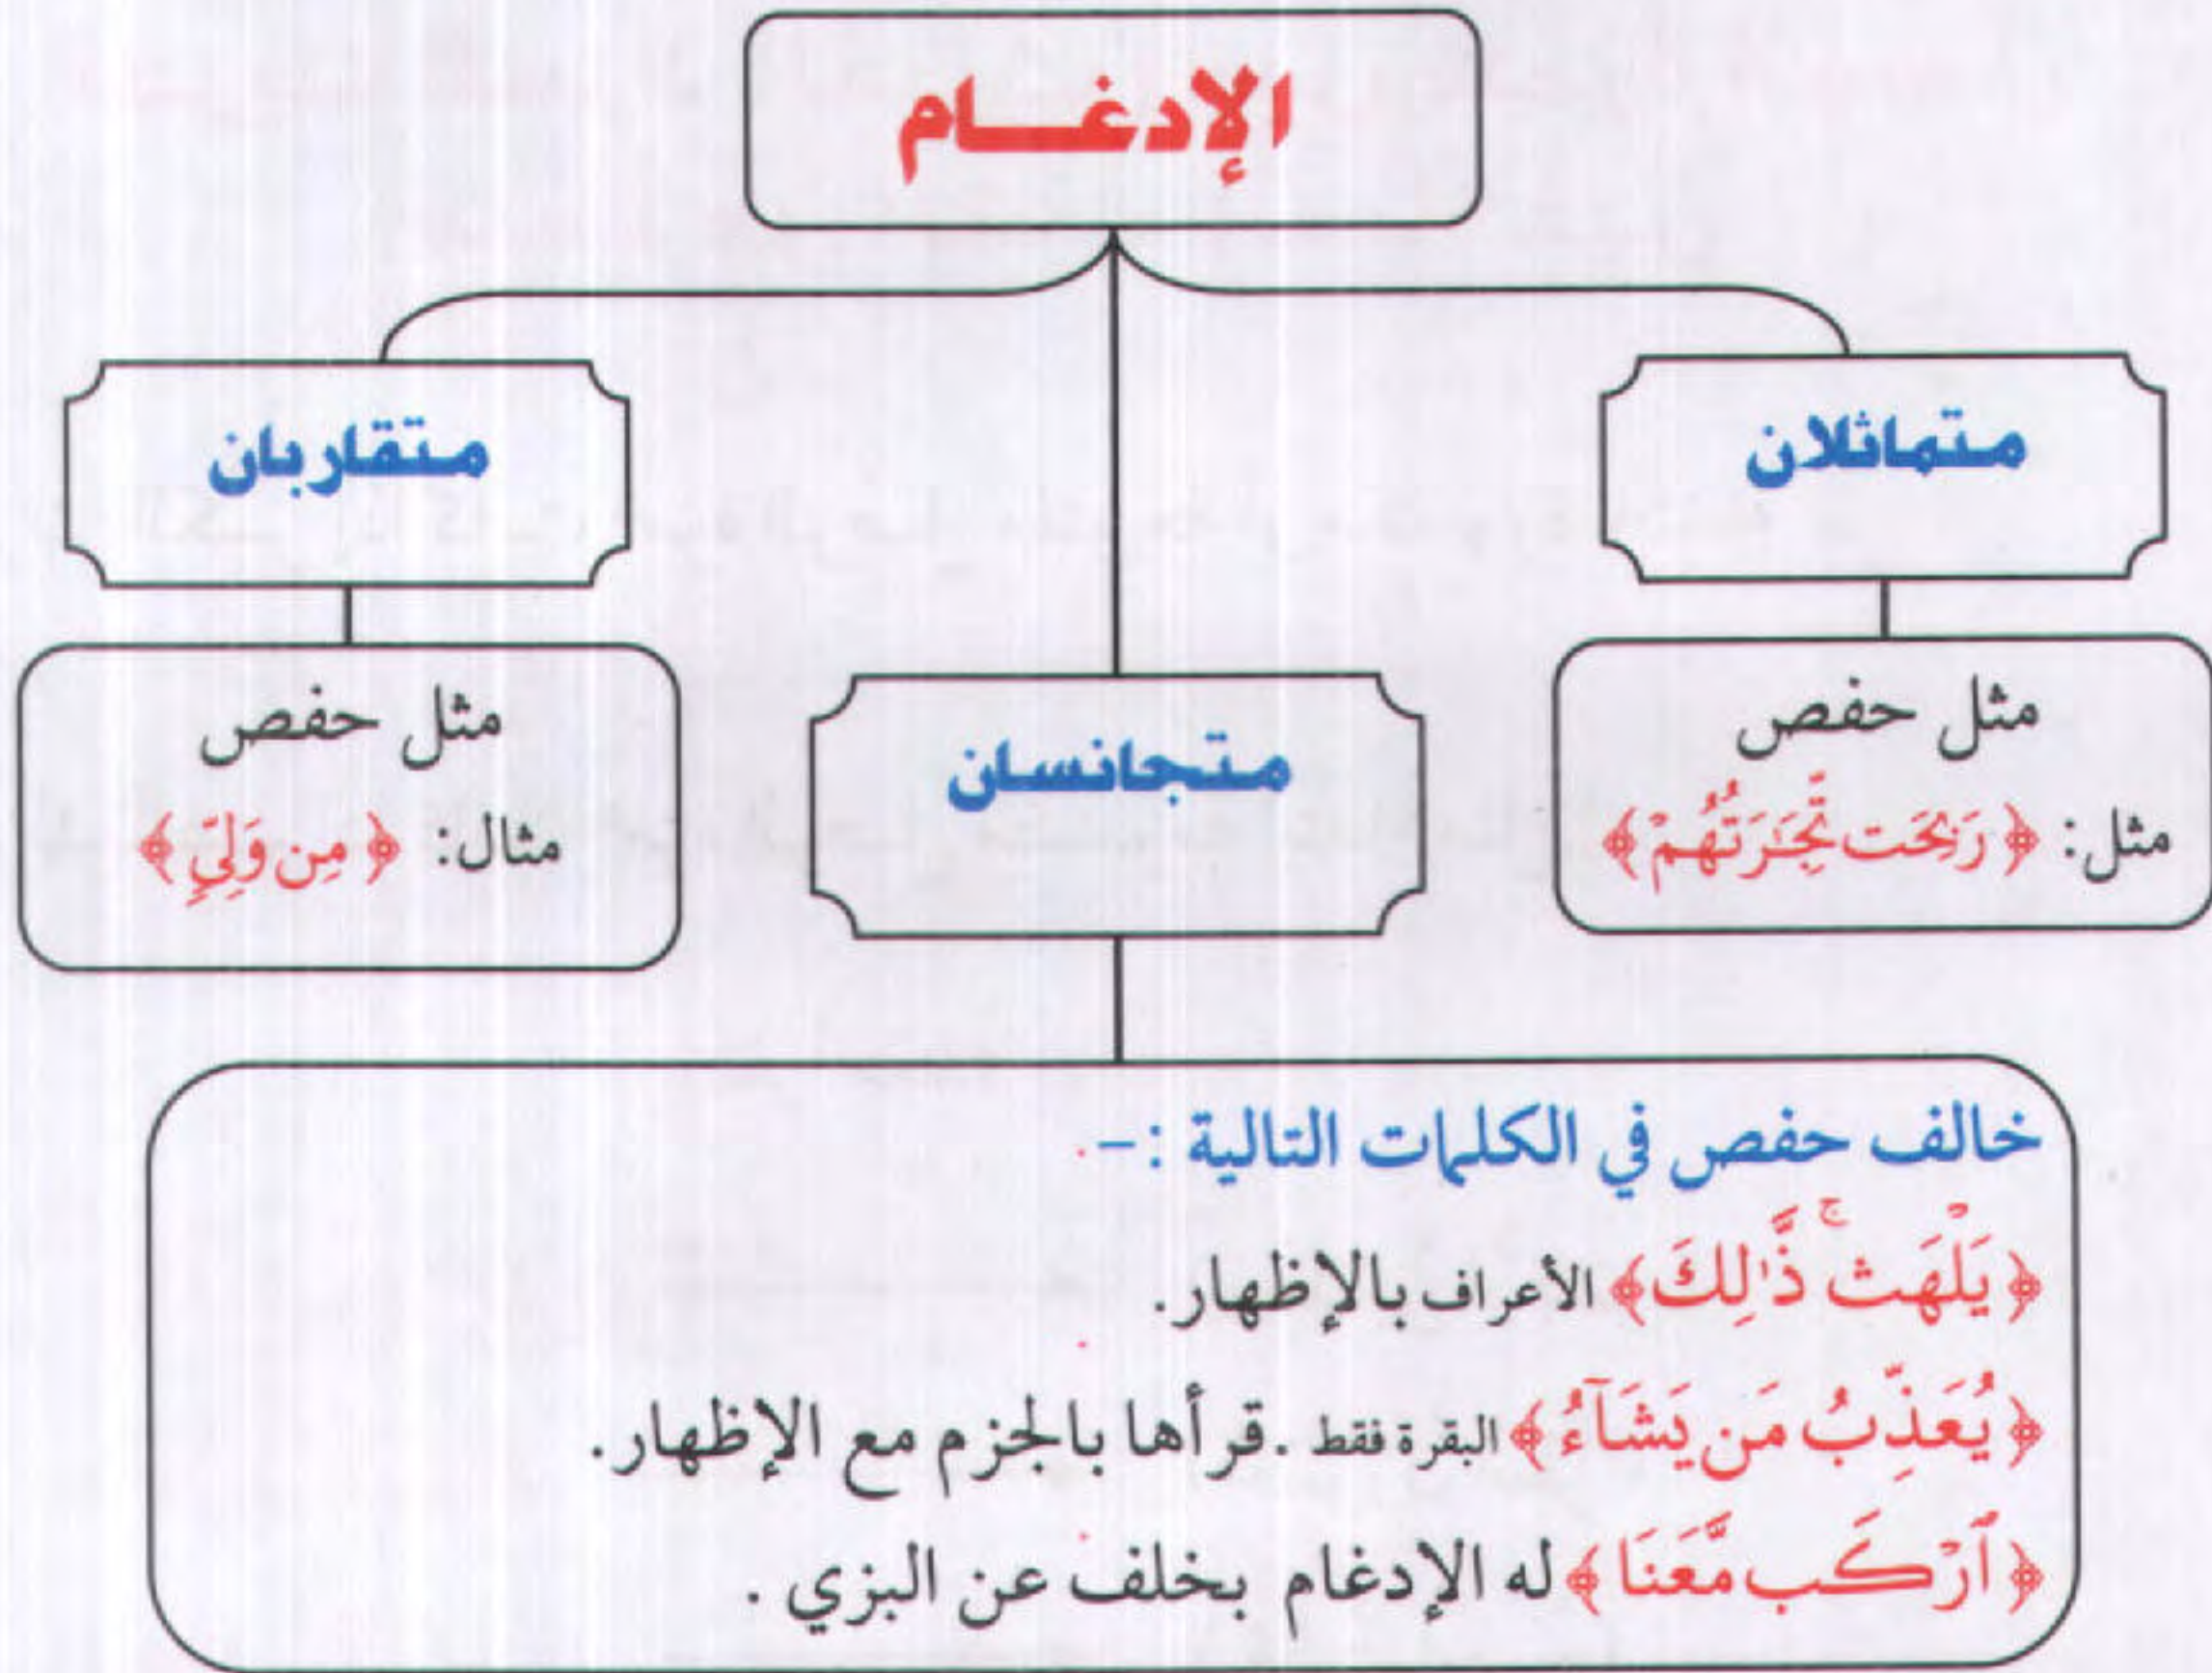 الإدغـــام
متماثلان
مثل حفص
مثل: ﴿رَبِحَت تِّجَٰرَتُهُمْ﴾
متقاربان
مثل حفص
مثال: ﴿مِن وَلِيّٖ﴾
متجانسان
خالف حفص في الكلمات التالية :-
﴿يَلْهَثۚ ذَّٰلِكَ﴾ الأعراف بالإظهار.
﴿يُعَذِّبُ مَن يَشَآءُ﴾ البقرة فقط . قرأها بالجزم مع الإظهار.
﴿ٱرْكَب مَّعَنَا﴾ له الإدغام بخلف عن البزي .